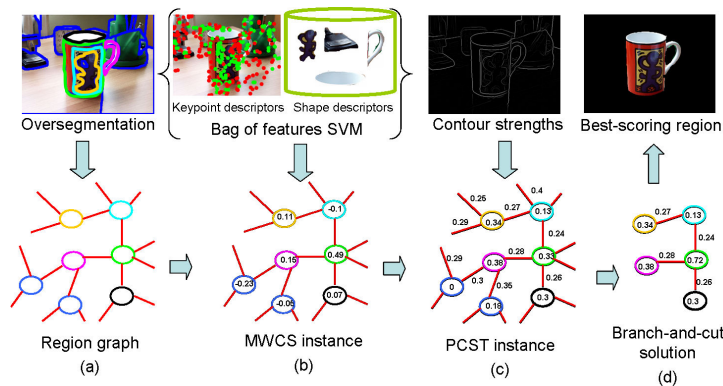 Oversegmentation
Keypoint descriptors
Shape descriptors
Bag of features SVM
Contour strengths
Best-scoring region
Region graph
(a)
0.11
-0.1
0.15
0.49
-0.23
-0.05
0.07
MWCS instance
(b)
0.25
0.4
0.27
0.29
0.34
0.13
0.24
0.29
0.38
0.28
0.33
0
0.3
0.35
0.26
0.18
0.3
PCST instance
(c)
0.27
0.34
0.13
0.24
0.38
0.28
0.72
0.26
0.3
Branch-and-cut
solution
(d)